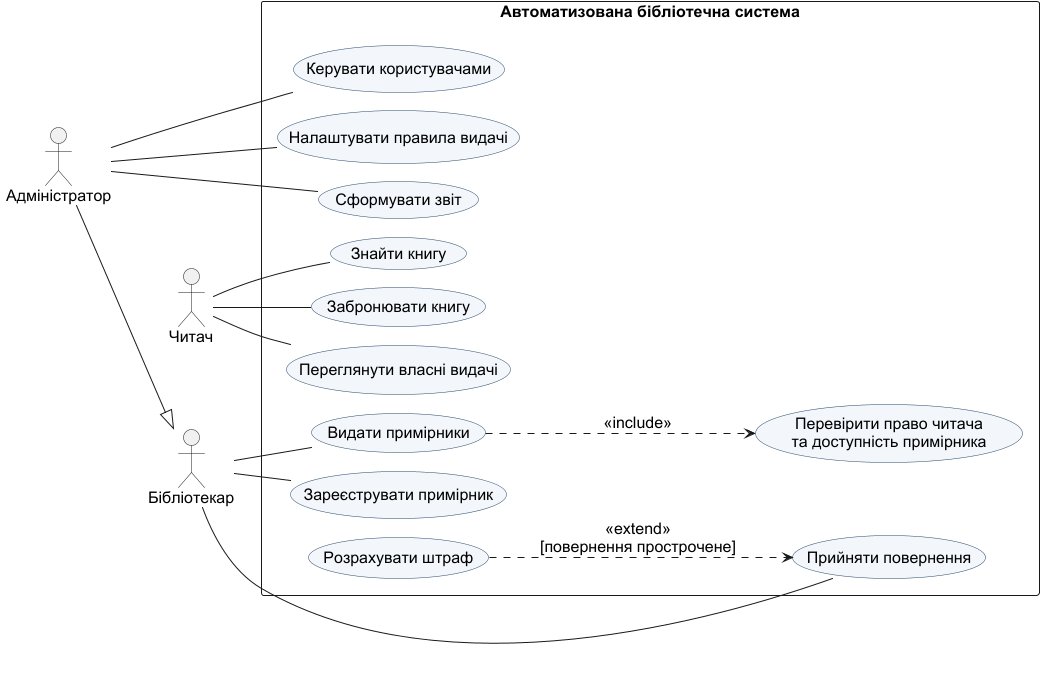 Автоматизована бібліотечна система
Керувати користувачами
Налаштувати правила видачі
Адміністратор
Сформувати звіт
Знайти книгу
Забронювати книгу
Читач
Переглянути власні видачі
Видати примірники
«include»
Перевірити право читача
та доступність примірника
Бібліотекар
Зареєструвати примірник
«extend»
[повернення прострочене]
Розрахувати штраф
Прийняти повернення